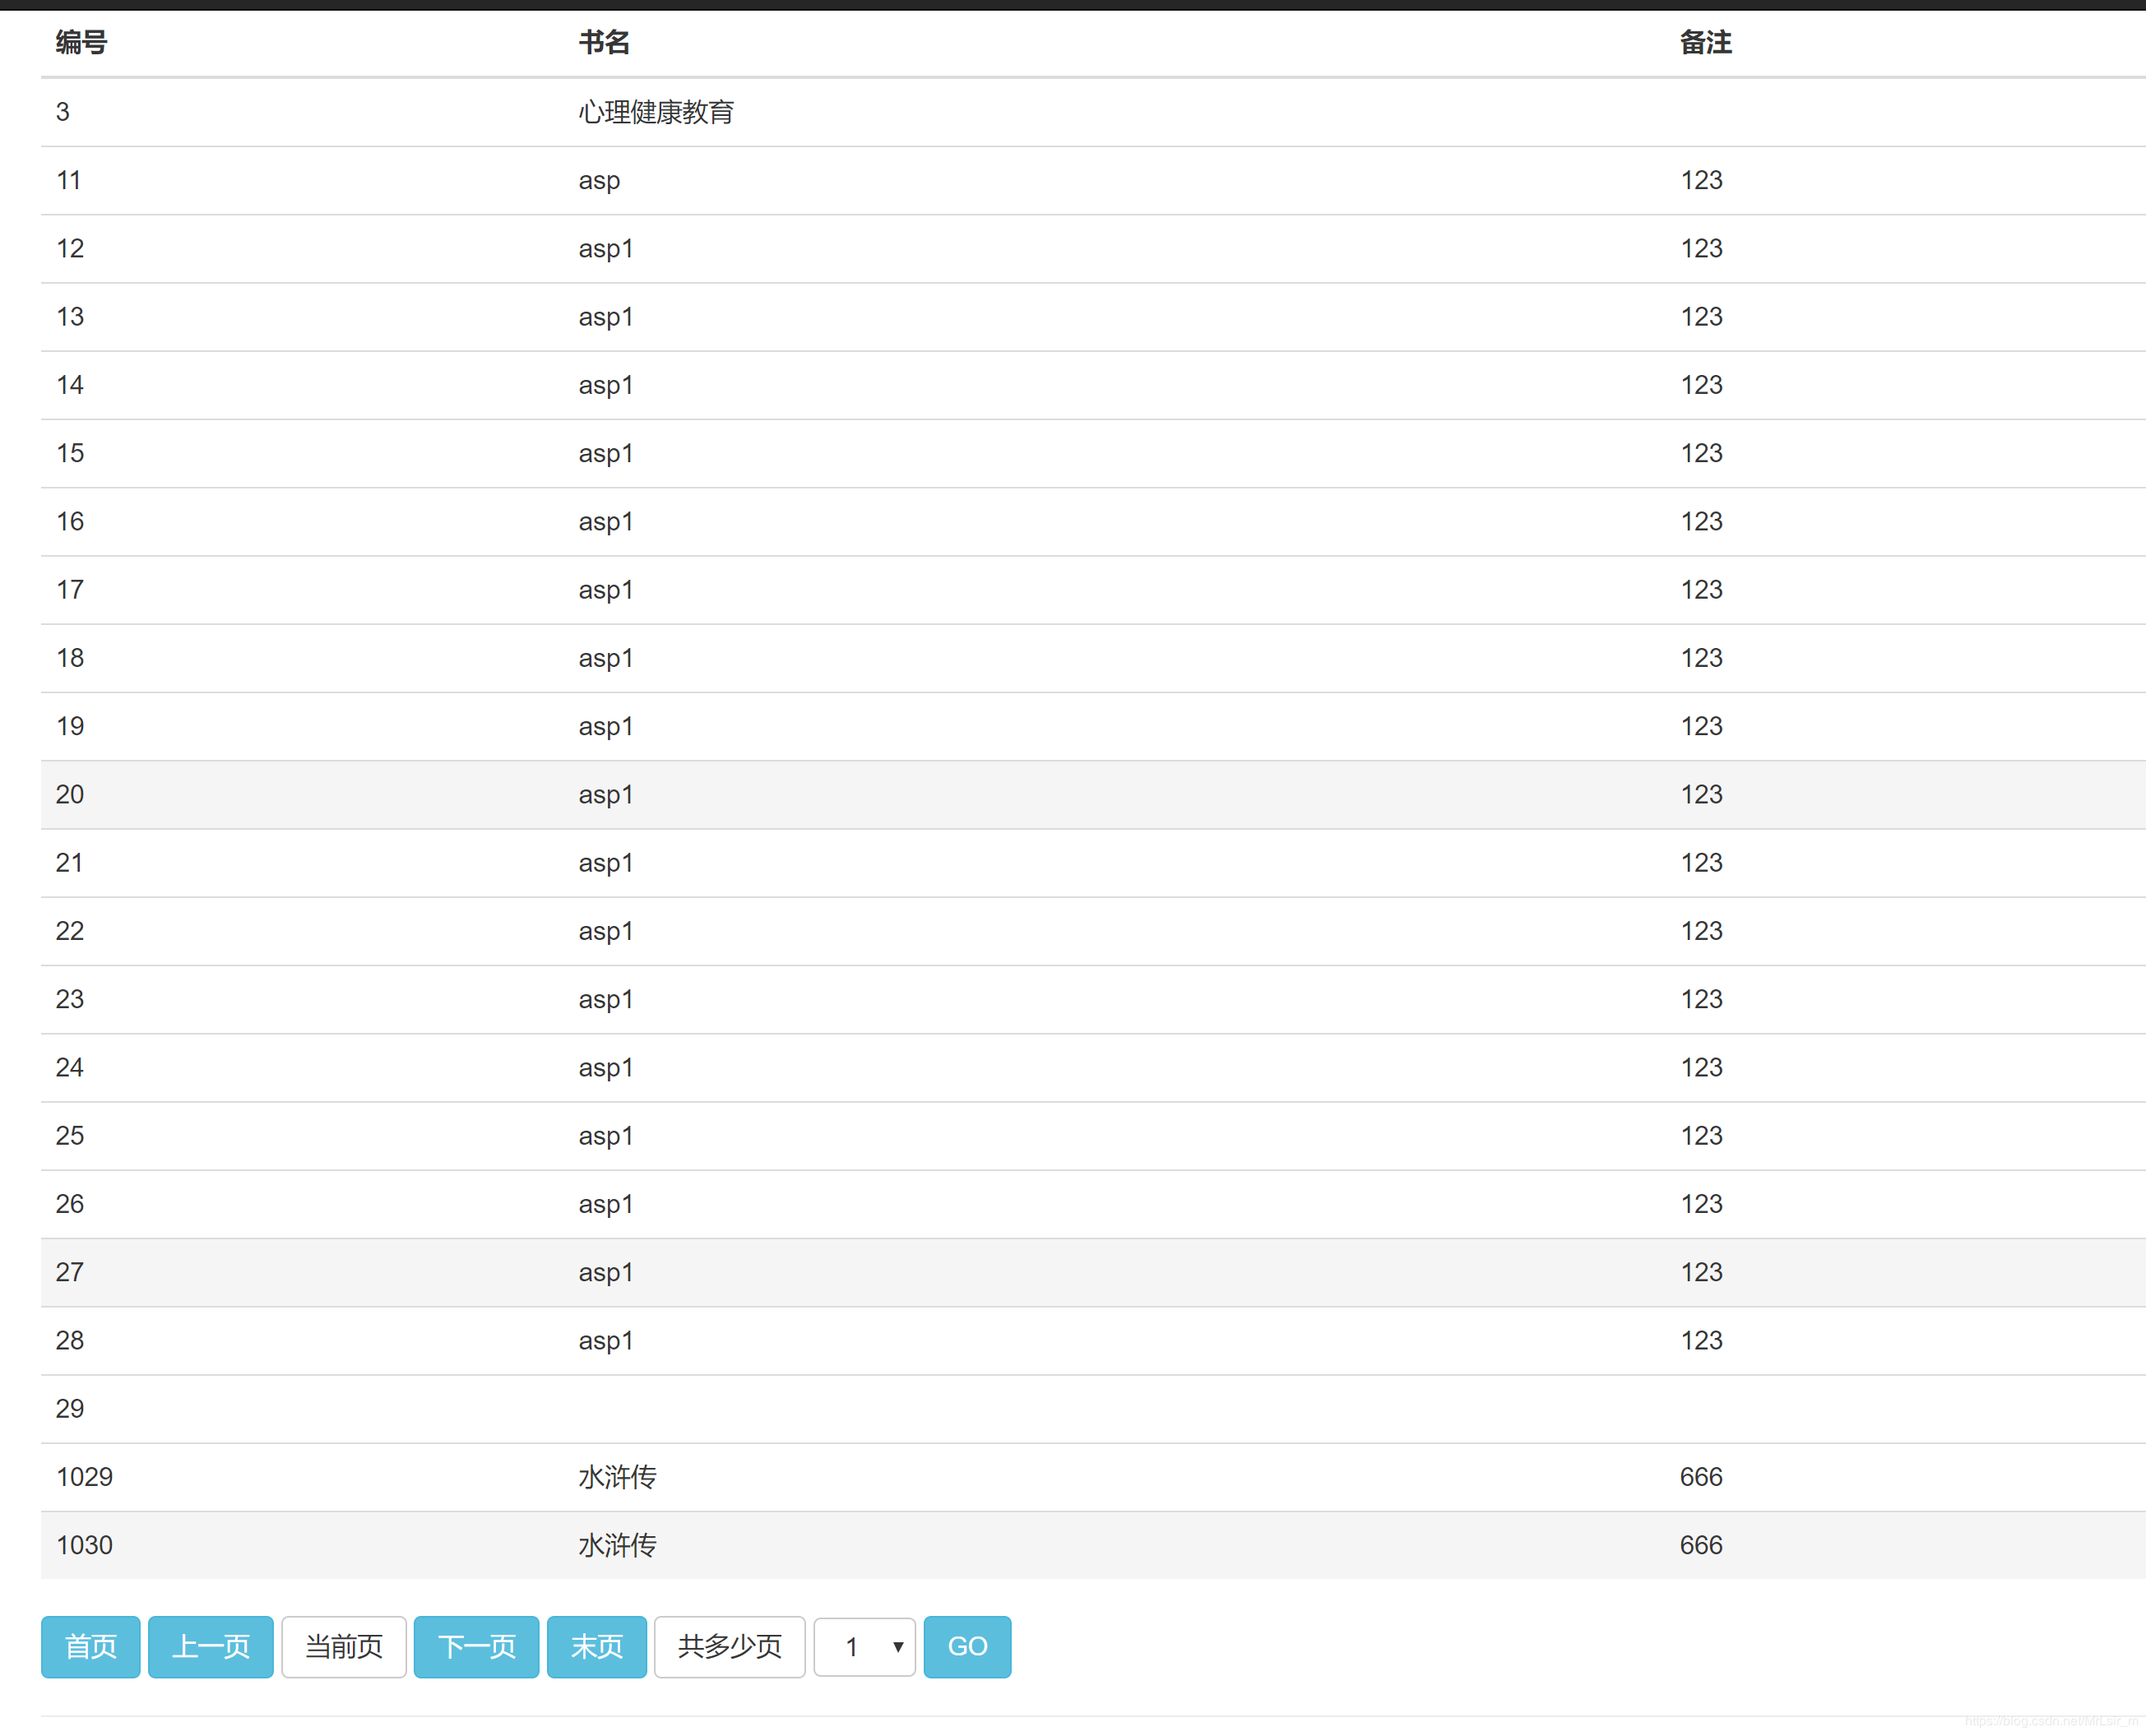 编号 书名 备注
3 心理健康教育
11 asp 123
12 asp1 123
13 asp1 123
14 asp1 123
15 asp1 123
16 asp1 123
17 asp1 123
18 asp1 123
19 asp1 123
20 asp1 123
21 asp1 123
22 asp1 123
23 asp1 123
24 asp1 123
25 asp1 123
26 asp1 123
27 asp1 123
28 asp1 123
29
1029 水浒传 666
1030 水浒传 666
首页 上一页 当前页 下一页 末页 共多少页 1 GO
https://blog.csdn.net/MrLsir_m